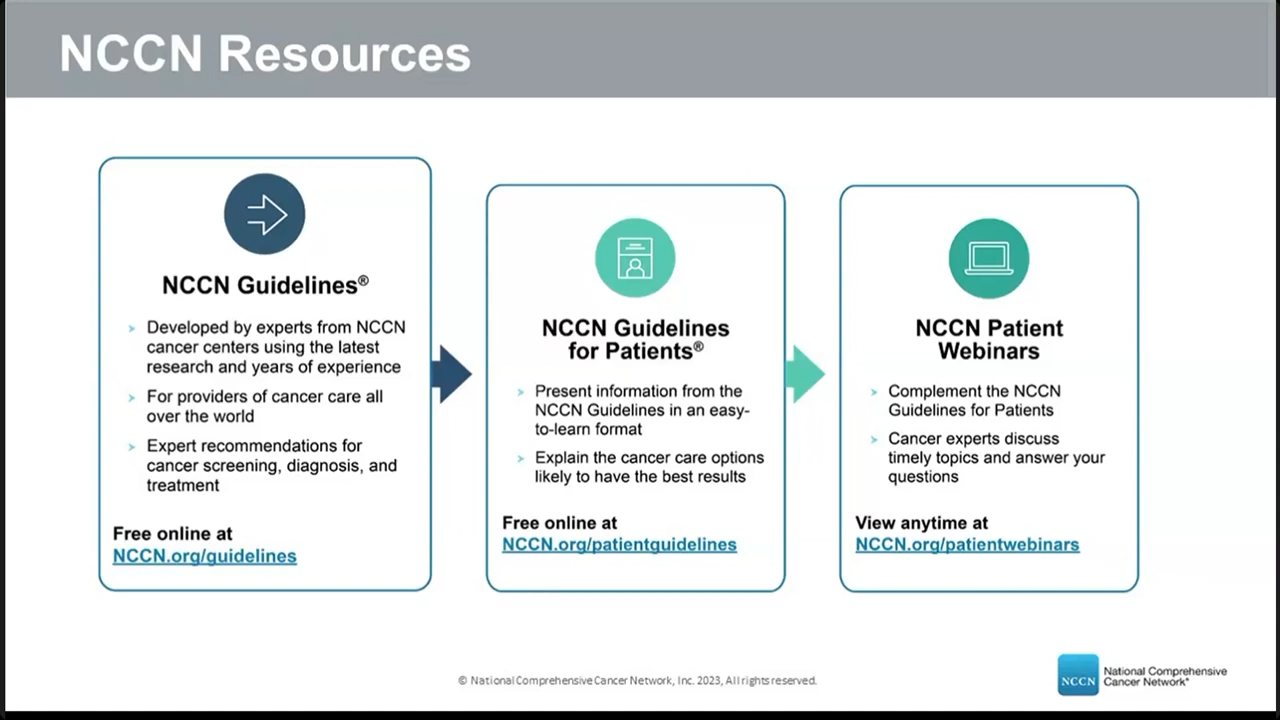 NCCN Resources
NCCN Guidelines®
➢ Developed by experts from NCCN
cancer centers using the latest
research and years of experience
➢ For providers of cancer care all
over the world
➢ Expert recommendations for
cancer screening, diagnosis, and
treatment
Free online at
NCCN.org/guidelines
NCCN Guidelines
for Patients®
➢ Present information from the
NCCN Guidelines in an easy-
to-learn format
➢ Explain the cancer care options
likely to have the best results
Free online at
NCCN.org/patientguidelines
NCCN Patient
Webinars
➢ Complement the NCCN
Guidelines for Patients
➢ Cancer experts discuss
timely topics and answer your
questions
View anytime at
NCCN.org/patientwebinars
© National Comprehensive Cancer Network, Inc. 2023, All rights reserved.
NCCN
National Comprehensive
Cancer Network®